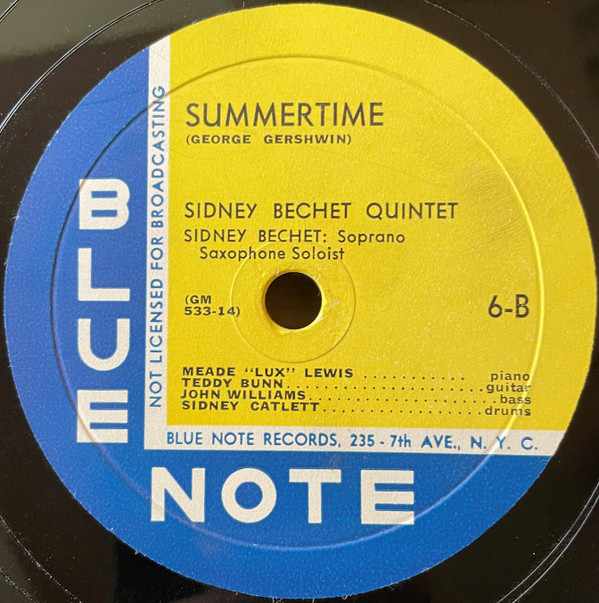 SUMMERTIME
(GEORGE GERSHWIN)
SIDNEY BECHET QUINTET
SIDNEY BECHET: Soprano
Saxophone Soloist
(GM
533-14)
6-B
MEADE "LUX" LEWIS ........... piano
TEDDY BUNN.....................guitar
JOHN WILLIAMS....................bass
SIDNEY CATLETT.................drums
BLUE NOTE RECORDS, 235 - 7th AVE., N. Y. C.
NOT LICENSED FOR BROADCASTING
BLUE
NOTE